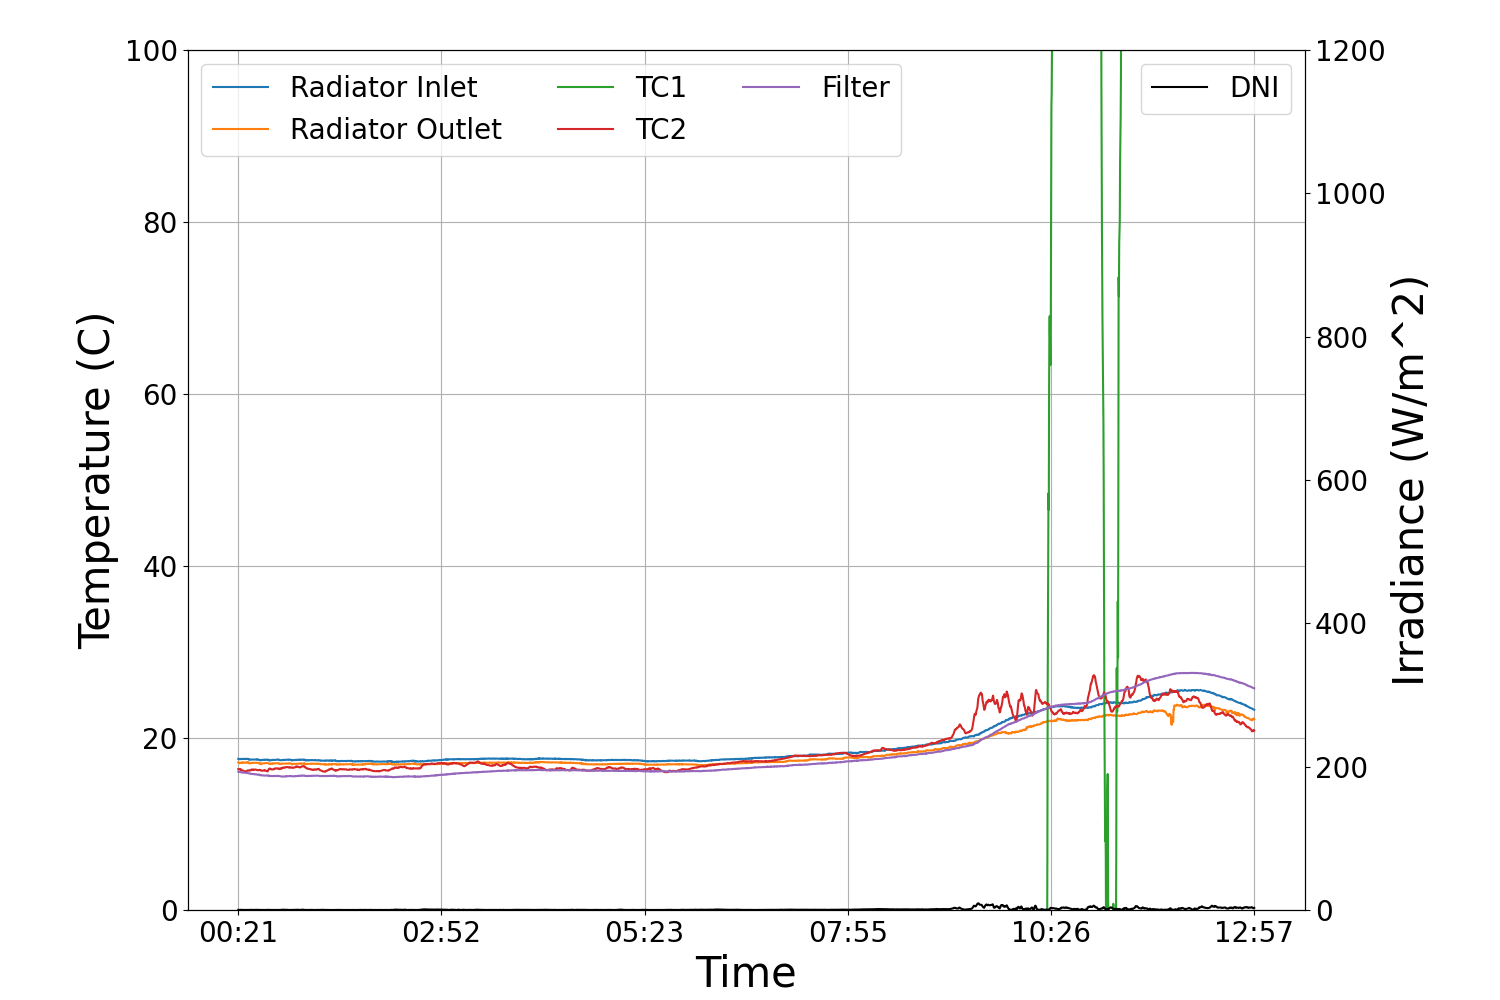 100
80
60
40
20
0
Temperature (C)
Radiator Inlet
Radiator Outlet
TC1
TC2
Filter
DNI
1200
1000
800
600
400
200
0
Irradiance (W/m^2)
00:21 02:52 05:23 07:55 10:26 12:57
Time